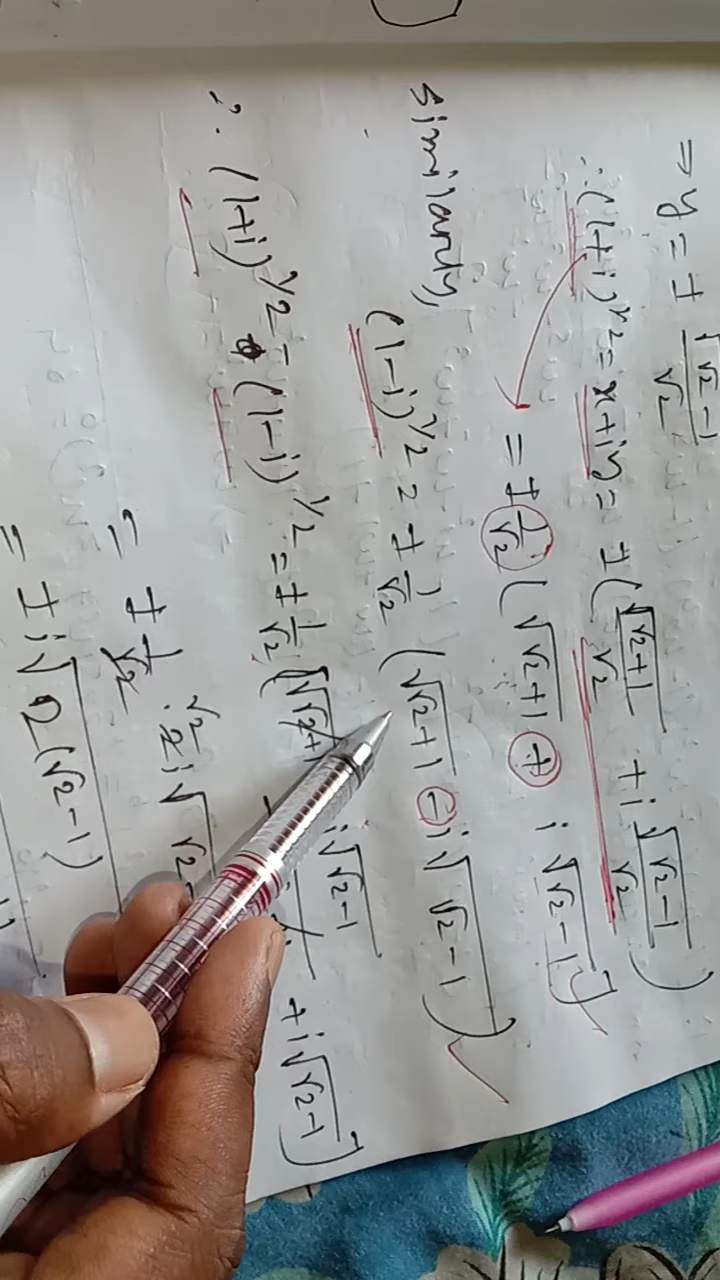 ⇒ y = ± √(√2-1)/√2
∴ (1+i)^1/2 = x+iy = ±(√(√2+1)/√2 + i √(√2-1)/√2)
= ± 1/√2 (√(√2+1) + i √(√2-1))
similarly,
(1-i)^1/2 = ± 1/√2 (√(√2+1) - i √(√2-1))
∴ (1+i)^1/2 - (1-i)^1/2 = ± 1/√2 (√(√2+1) i√(√2-1)
+ i√(√2-1))
= ± 1/√2 · 2i√
= ± i√(2(√2-1))